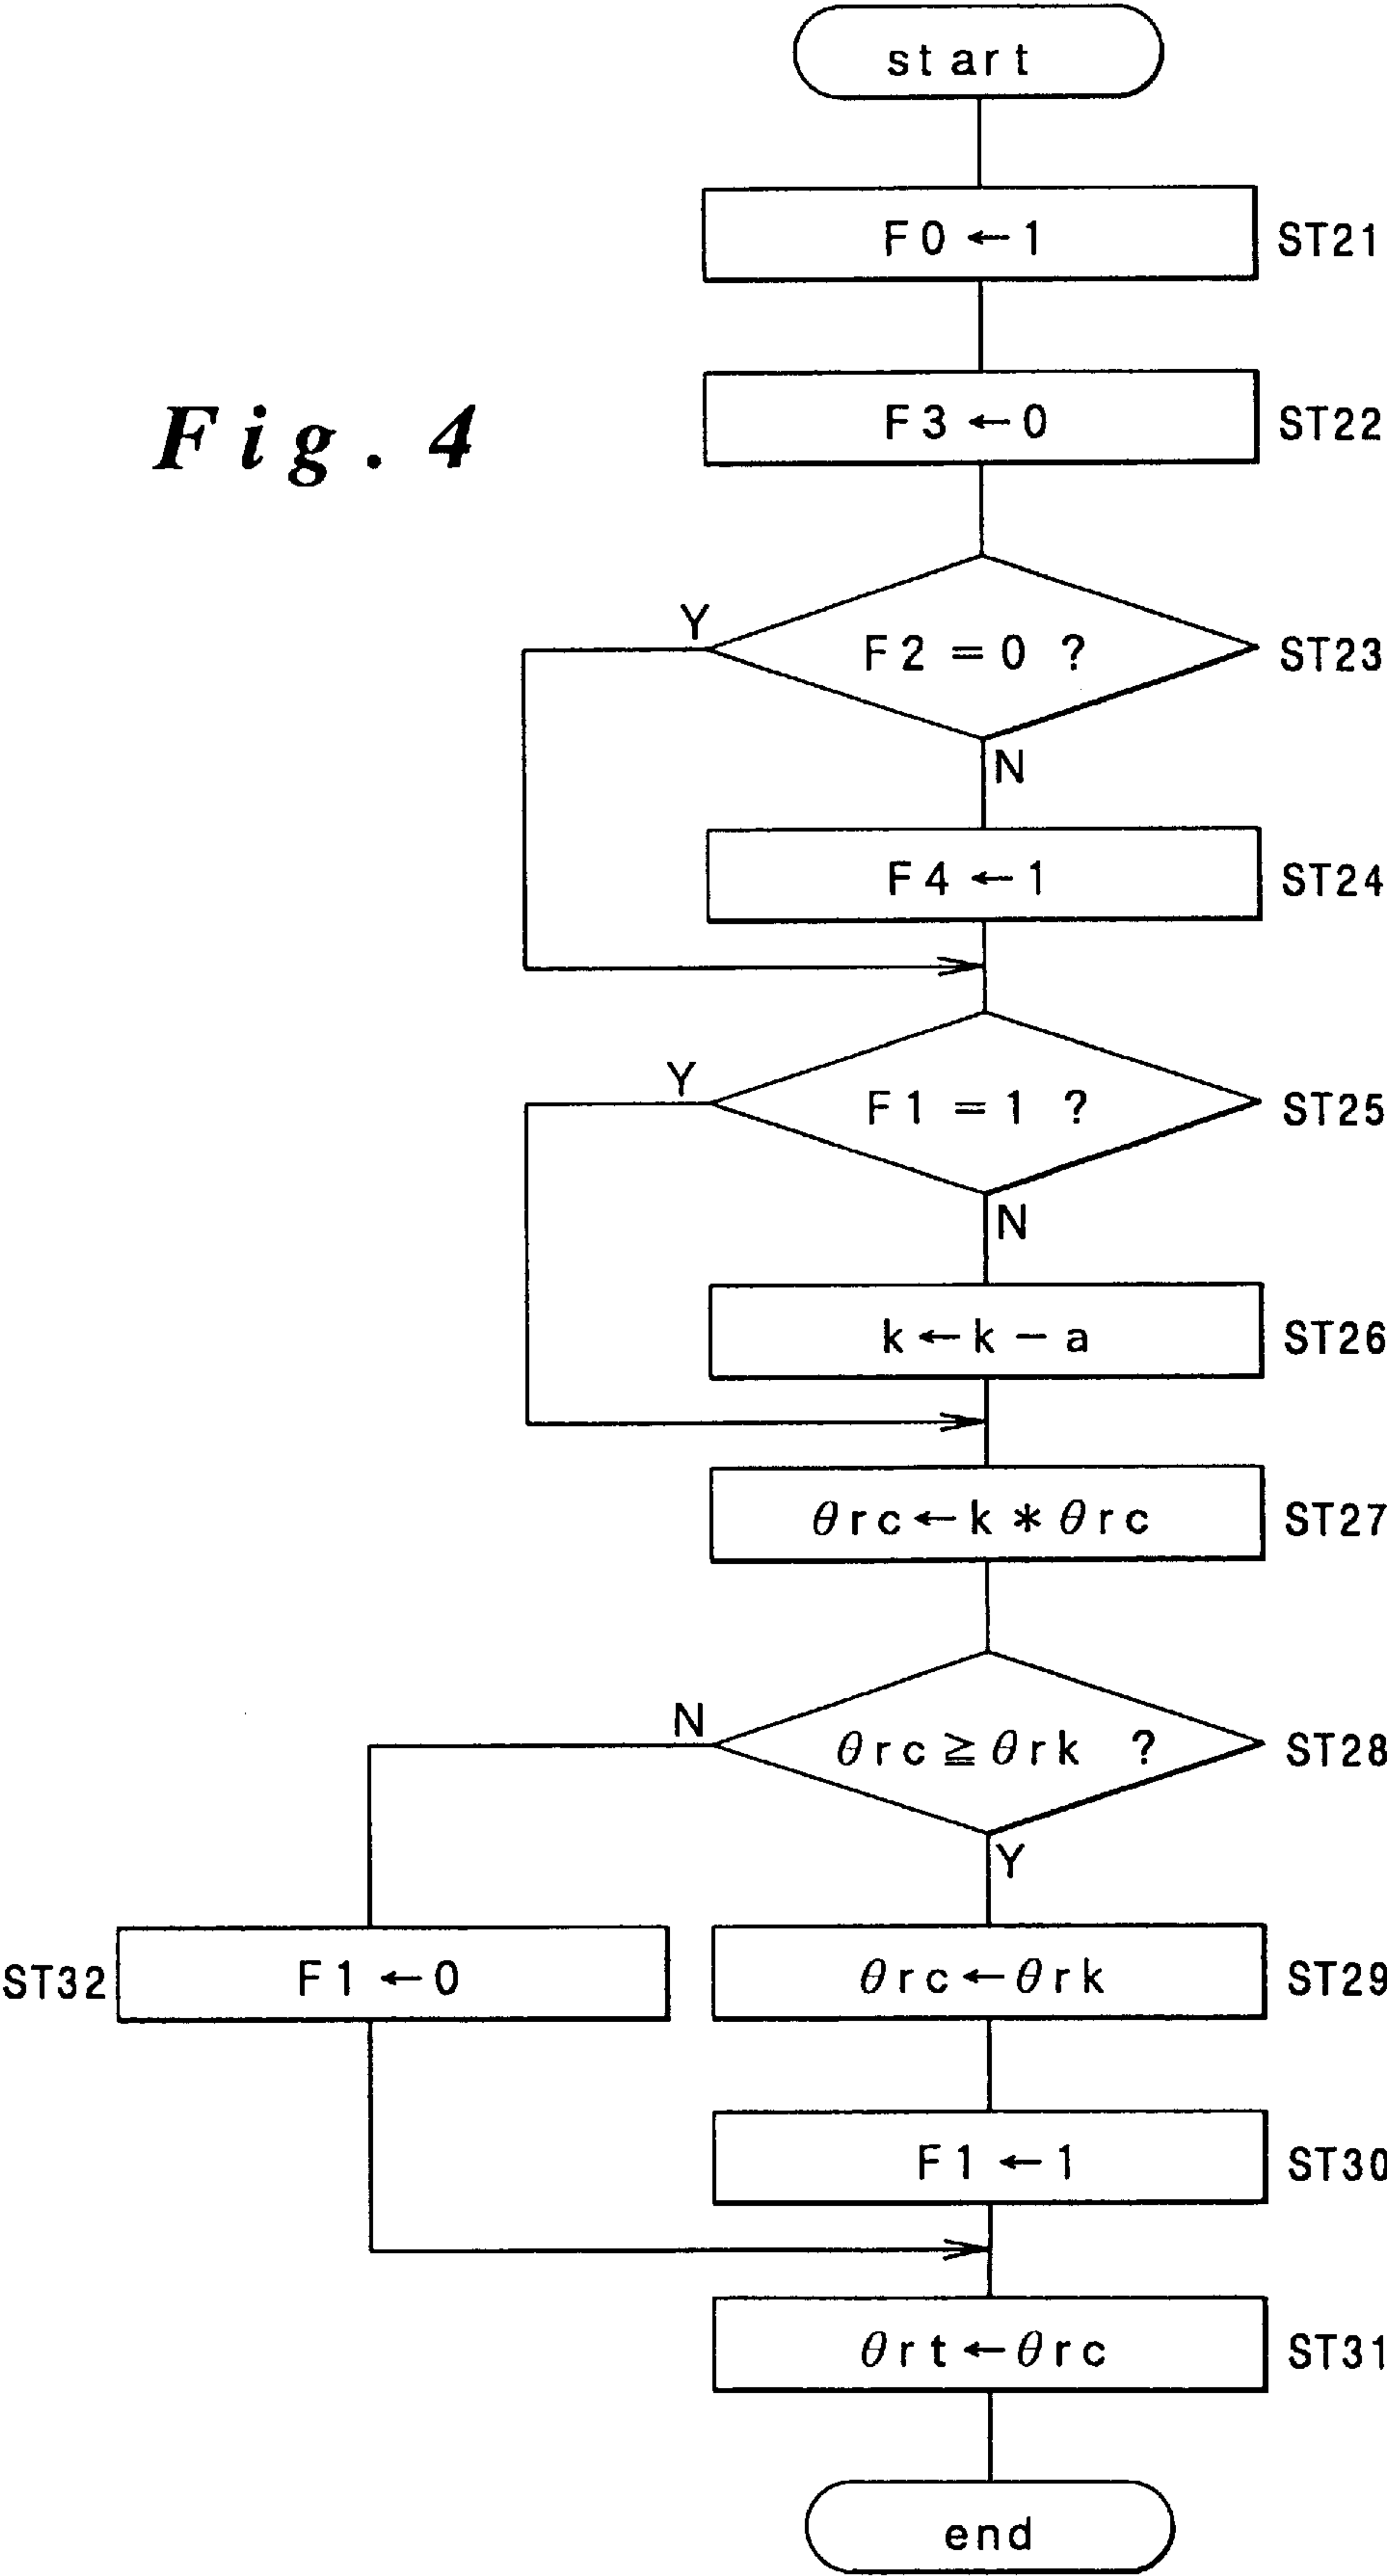 start
F0 ← 1
ST21
Fig. 4
F3 ← 0
ST22
Y
F2 = 0 ?
ST23
N
F4 ← 1
ST24
Y
F1 = 1 ?
ST25
N
k ← k − a
ST26
θrc ← k * θrc
ST27
N
θrc ≧ θrk ?
ST28
Y
ST32
F1 ← 0
θrc ← θrk
ST29
F1 ← 1
ST30
θrt ← θrc
ST31
end